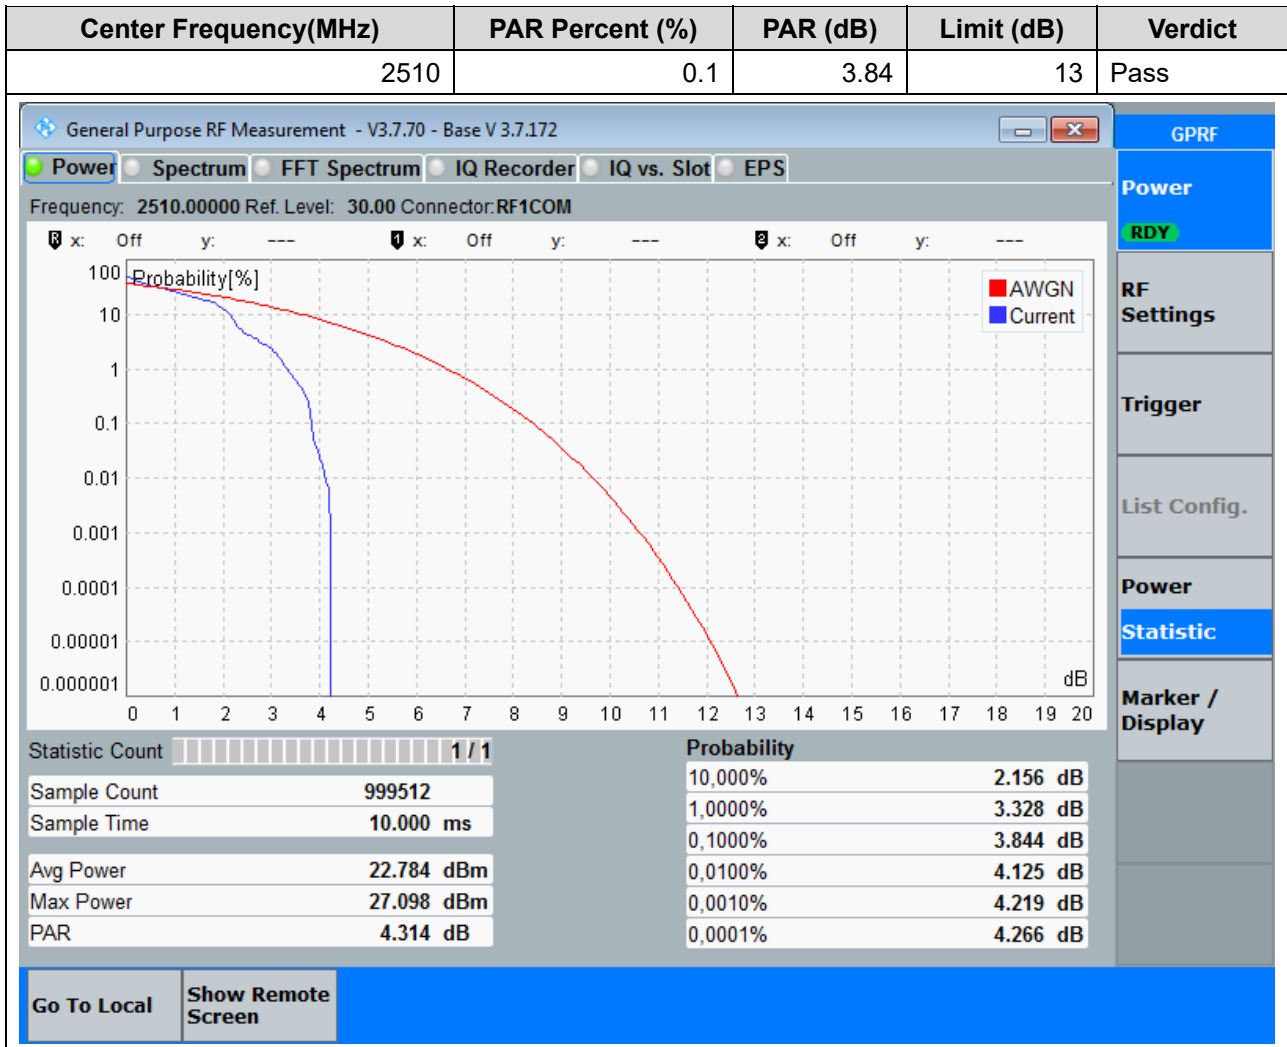 Center Frequency(MHz) PAR Percent (%) PAR (dB) Limit (dB) Verdict
2510 0.1 3.84 13 Pass
General Purpose RF Measurement - V3.7.70 - Base V 3.7.172
GPRF
Power Spectrum FFT Spectrum IQ Recorder IQ vs. Slot EPS
Frequency: 2510.00000 Ref. Level: 30.00 Connector: RF1COM
R x: Off y: --- 1 x: Off y: --- 2 x: Off y: ---
Probability[%]
AWGN
Current
100
10
1
0.1
0.01
0.001
0.0001
0.00001
0.000001
dB
0 1 2 3 4 5 6 7 8 9 10 11 12 13 14 15 16 17 18 19 20
Statistic Count 1 / 1
Sample Count 999512
Sample Time 10.000 ms
Avg Power 22.784 dBm
Max Power 27.098 dBm
PAR 4.314 dB
Probability
10,000% 2.156 dB
1,0000% 3.328 dB
0,1000% 3.844 dB
0,0100% 4.125 dB
0,0010% 4.219 dB
0,0001% 4.266 dB
Power
RDY
RF
Settings
Trigger
List Config.
Power
Statistic
Marker /
Display
Go To Local
Show Remote
Screen